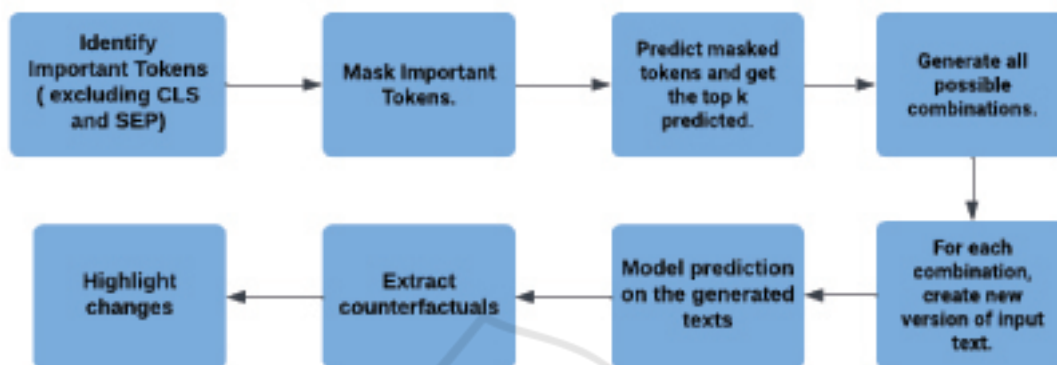 Identify
Important Tokens
( excluding CLS
and SEP)
Mask Important
Tokens.
Predict masked
tokens and get
the top k
predicted.
Generate all
possible
combinations.
For each
combination,
create new
version of input
text.
Model prediction
on the generated
texts
Extract
counterfactuals
Highlight
changes